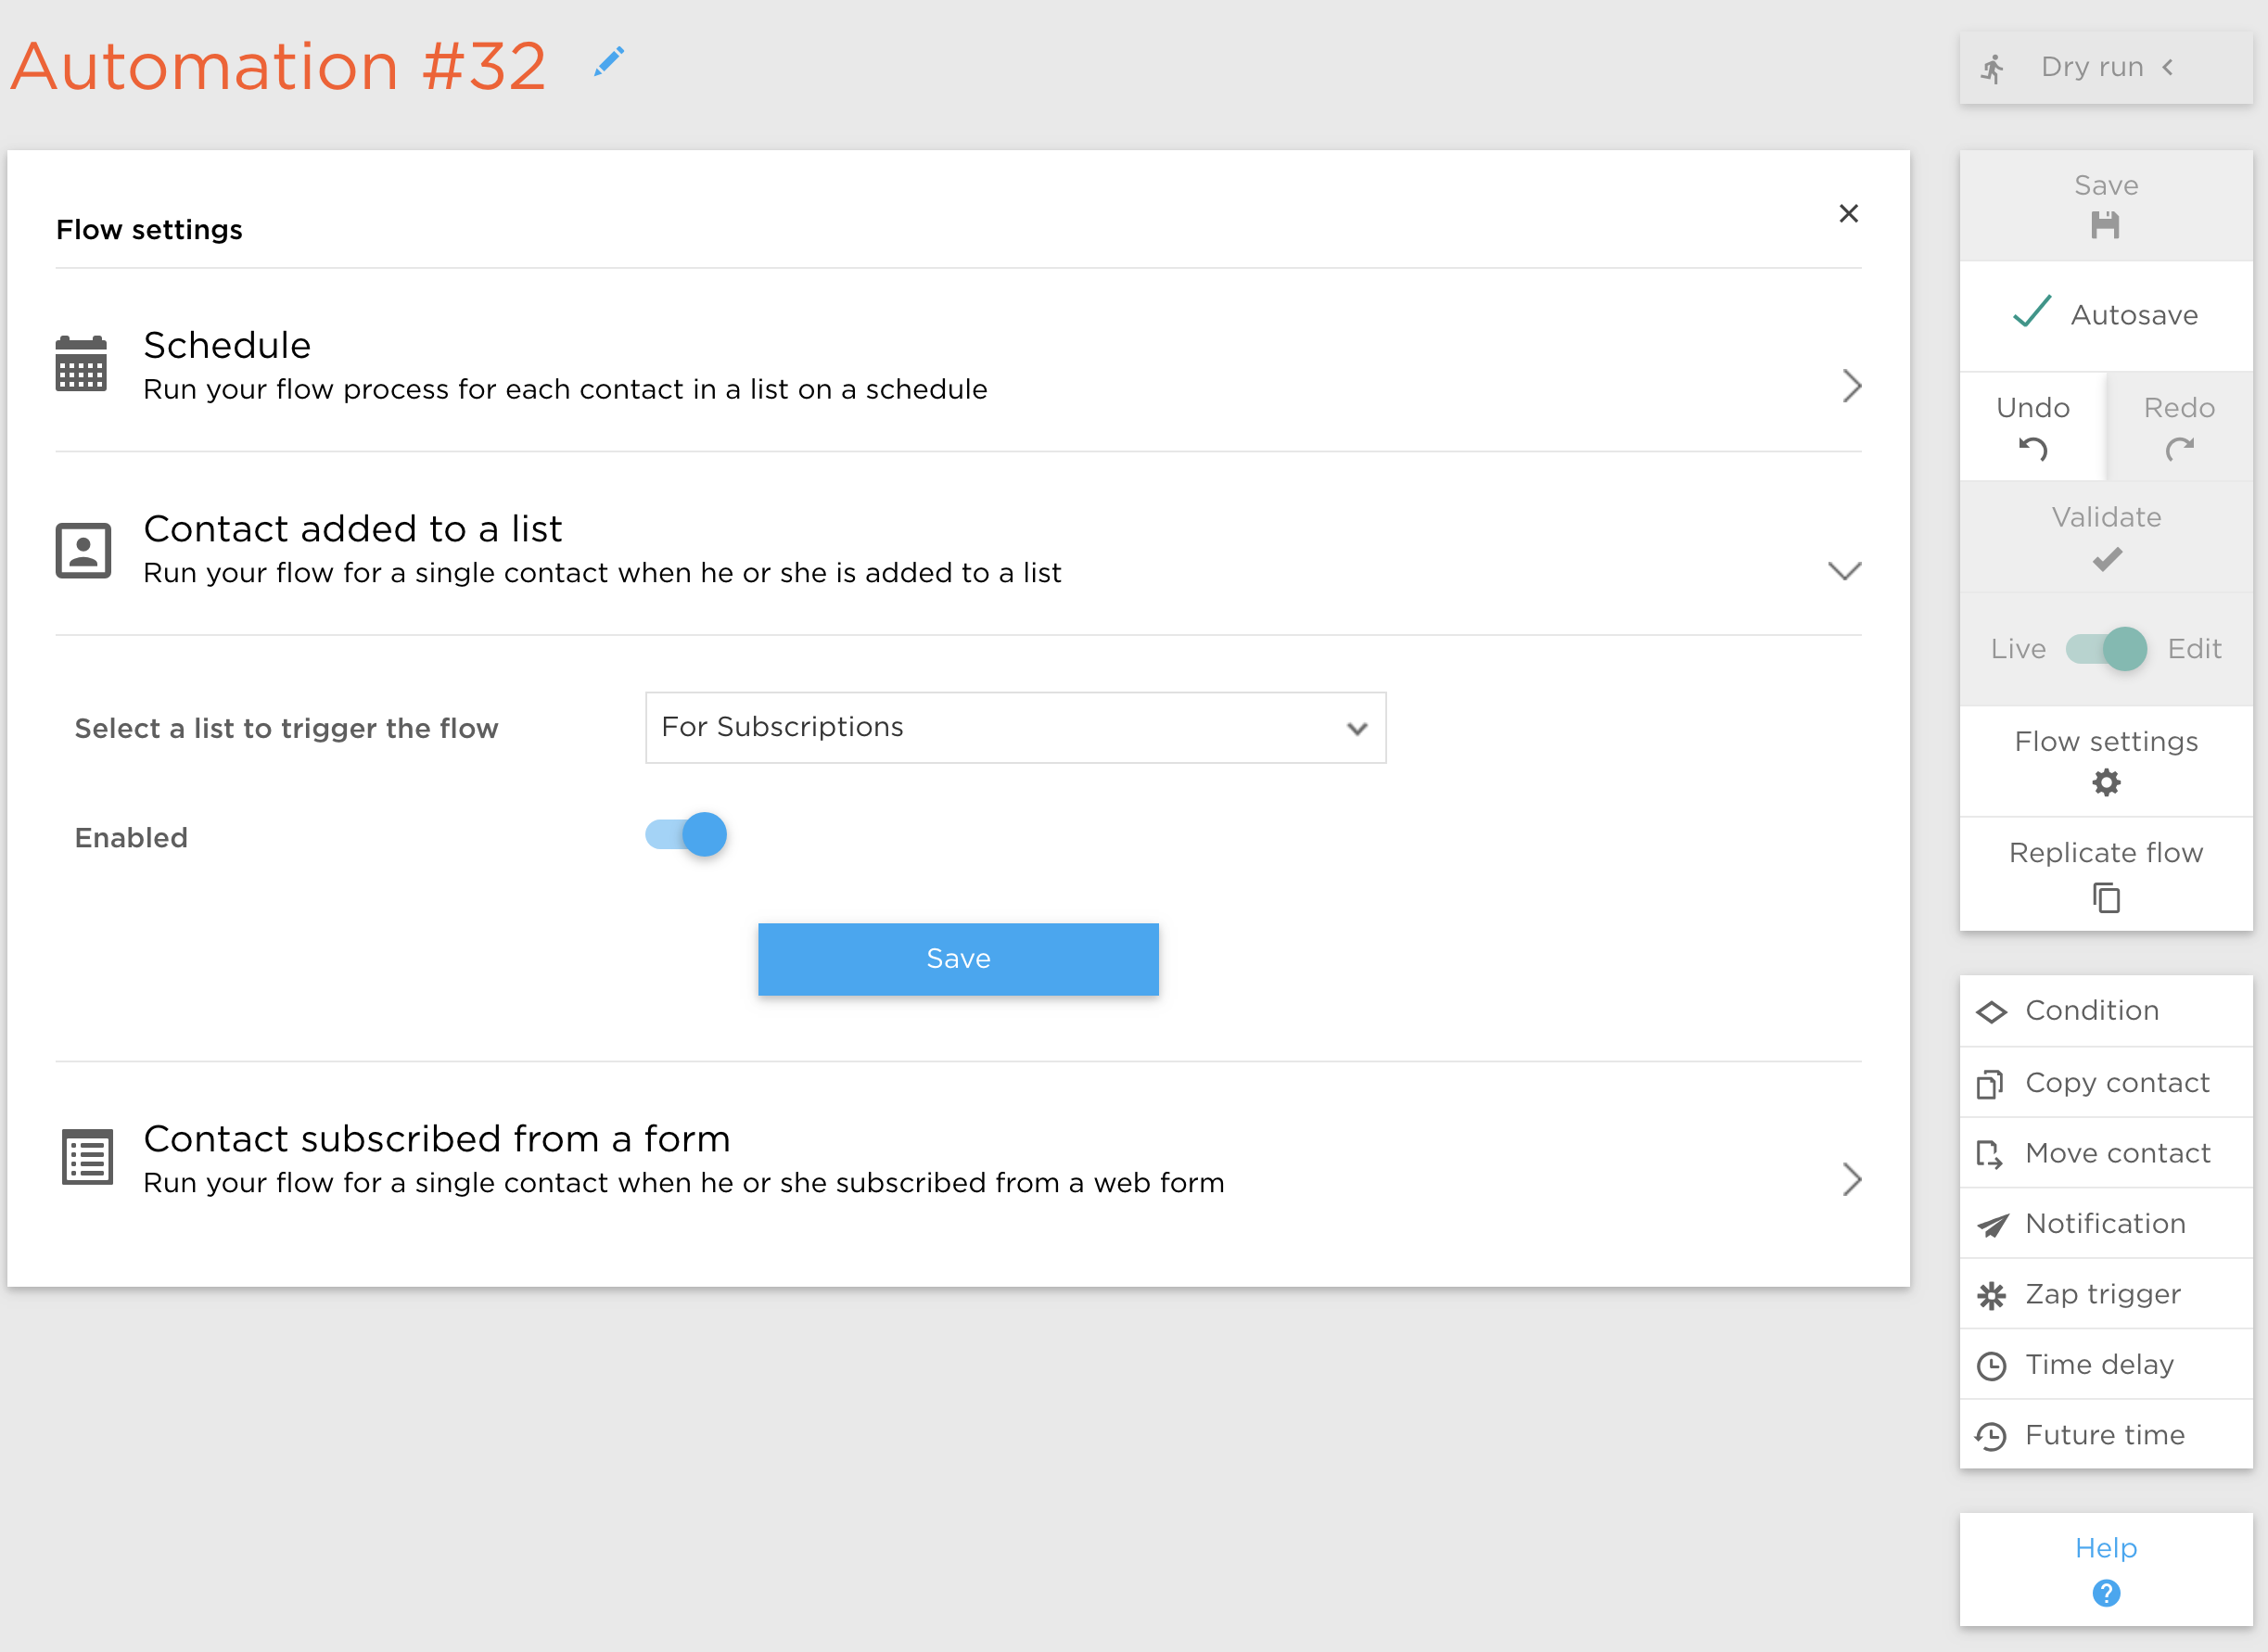 Automation #32
Dry run
Flow settings
Schedule
Run your flow process for each contact in a list on a schedule
Contact added to a list
Run your flow for a single contact when he or she is added to a list
Select a list to trigger the flow
For Subscriptions
Enabled
Save
Contact subscribed from a form
Run your flow for a single contact when he or she subscribed from a web form
Save
Autosave
Undo Redo
Validate
Live Edit
Flow settings
Replicate flow
Condition
Copy contact
Move contact
Notification
Zap trigger
Time delay
Future time
Help
?